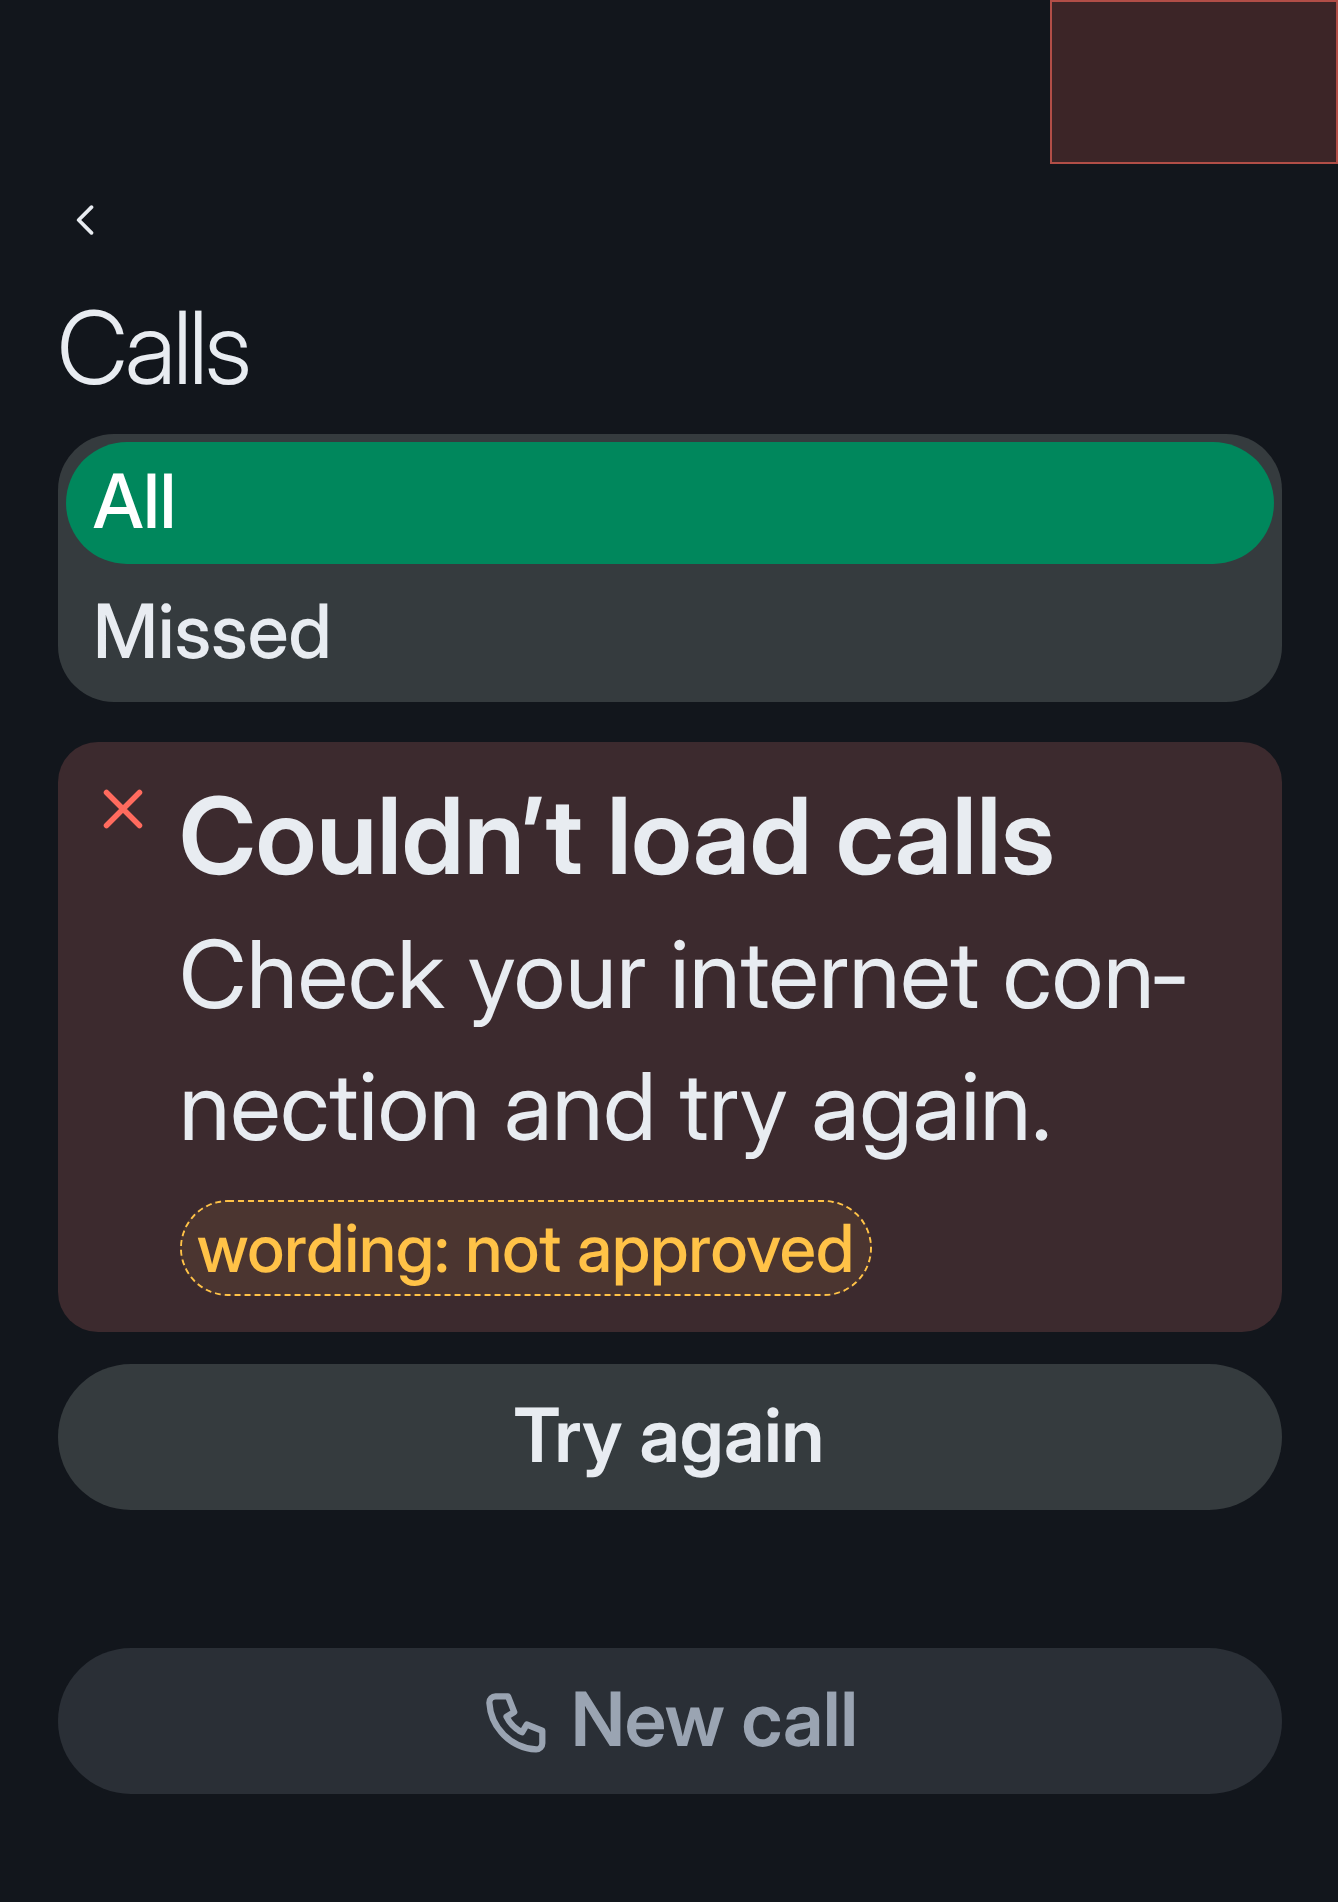 Calls
All
Missed
Couldn’t load calls
Check your internet con-
nection and try again.
wording: not approved
Try again
New call